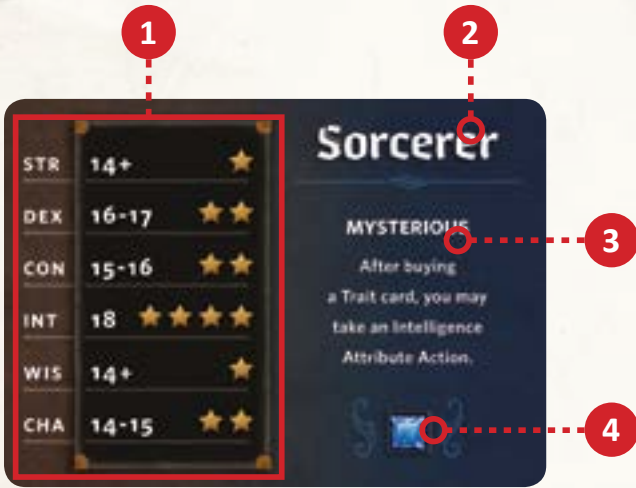 1
2
Sorcerer
STR 14+
DEX 16-17
CON 15-16
INT 18
WIS 14+
CHA 14-15
MYSTERIOUS
3
After buying
a Trait card, you may
take an Intelligence
Attribute Action.
4